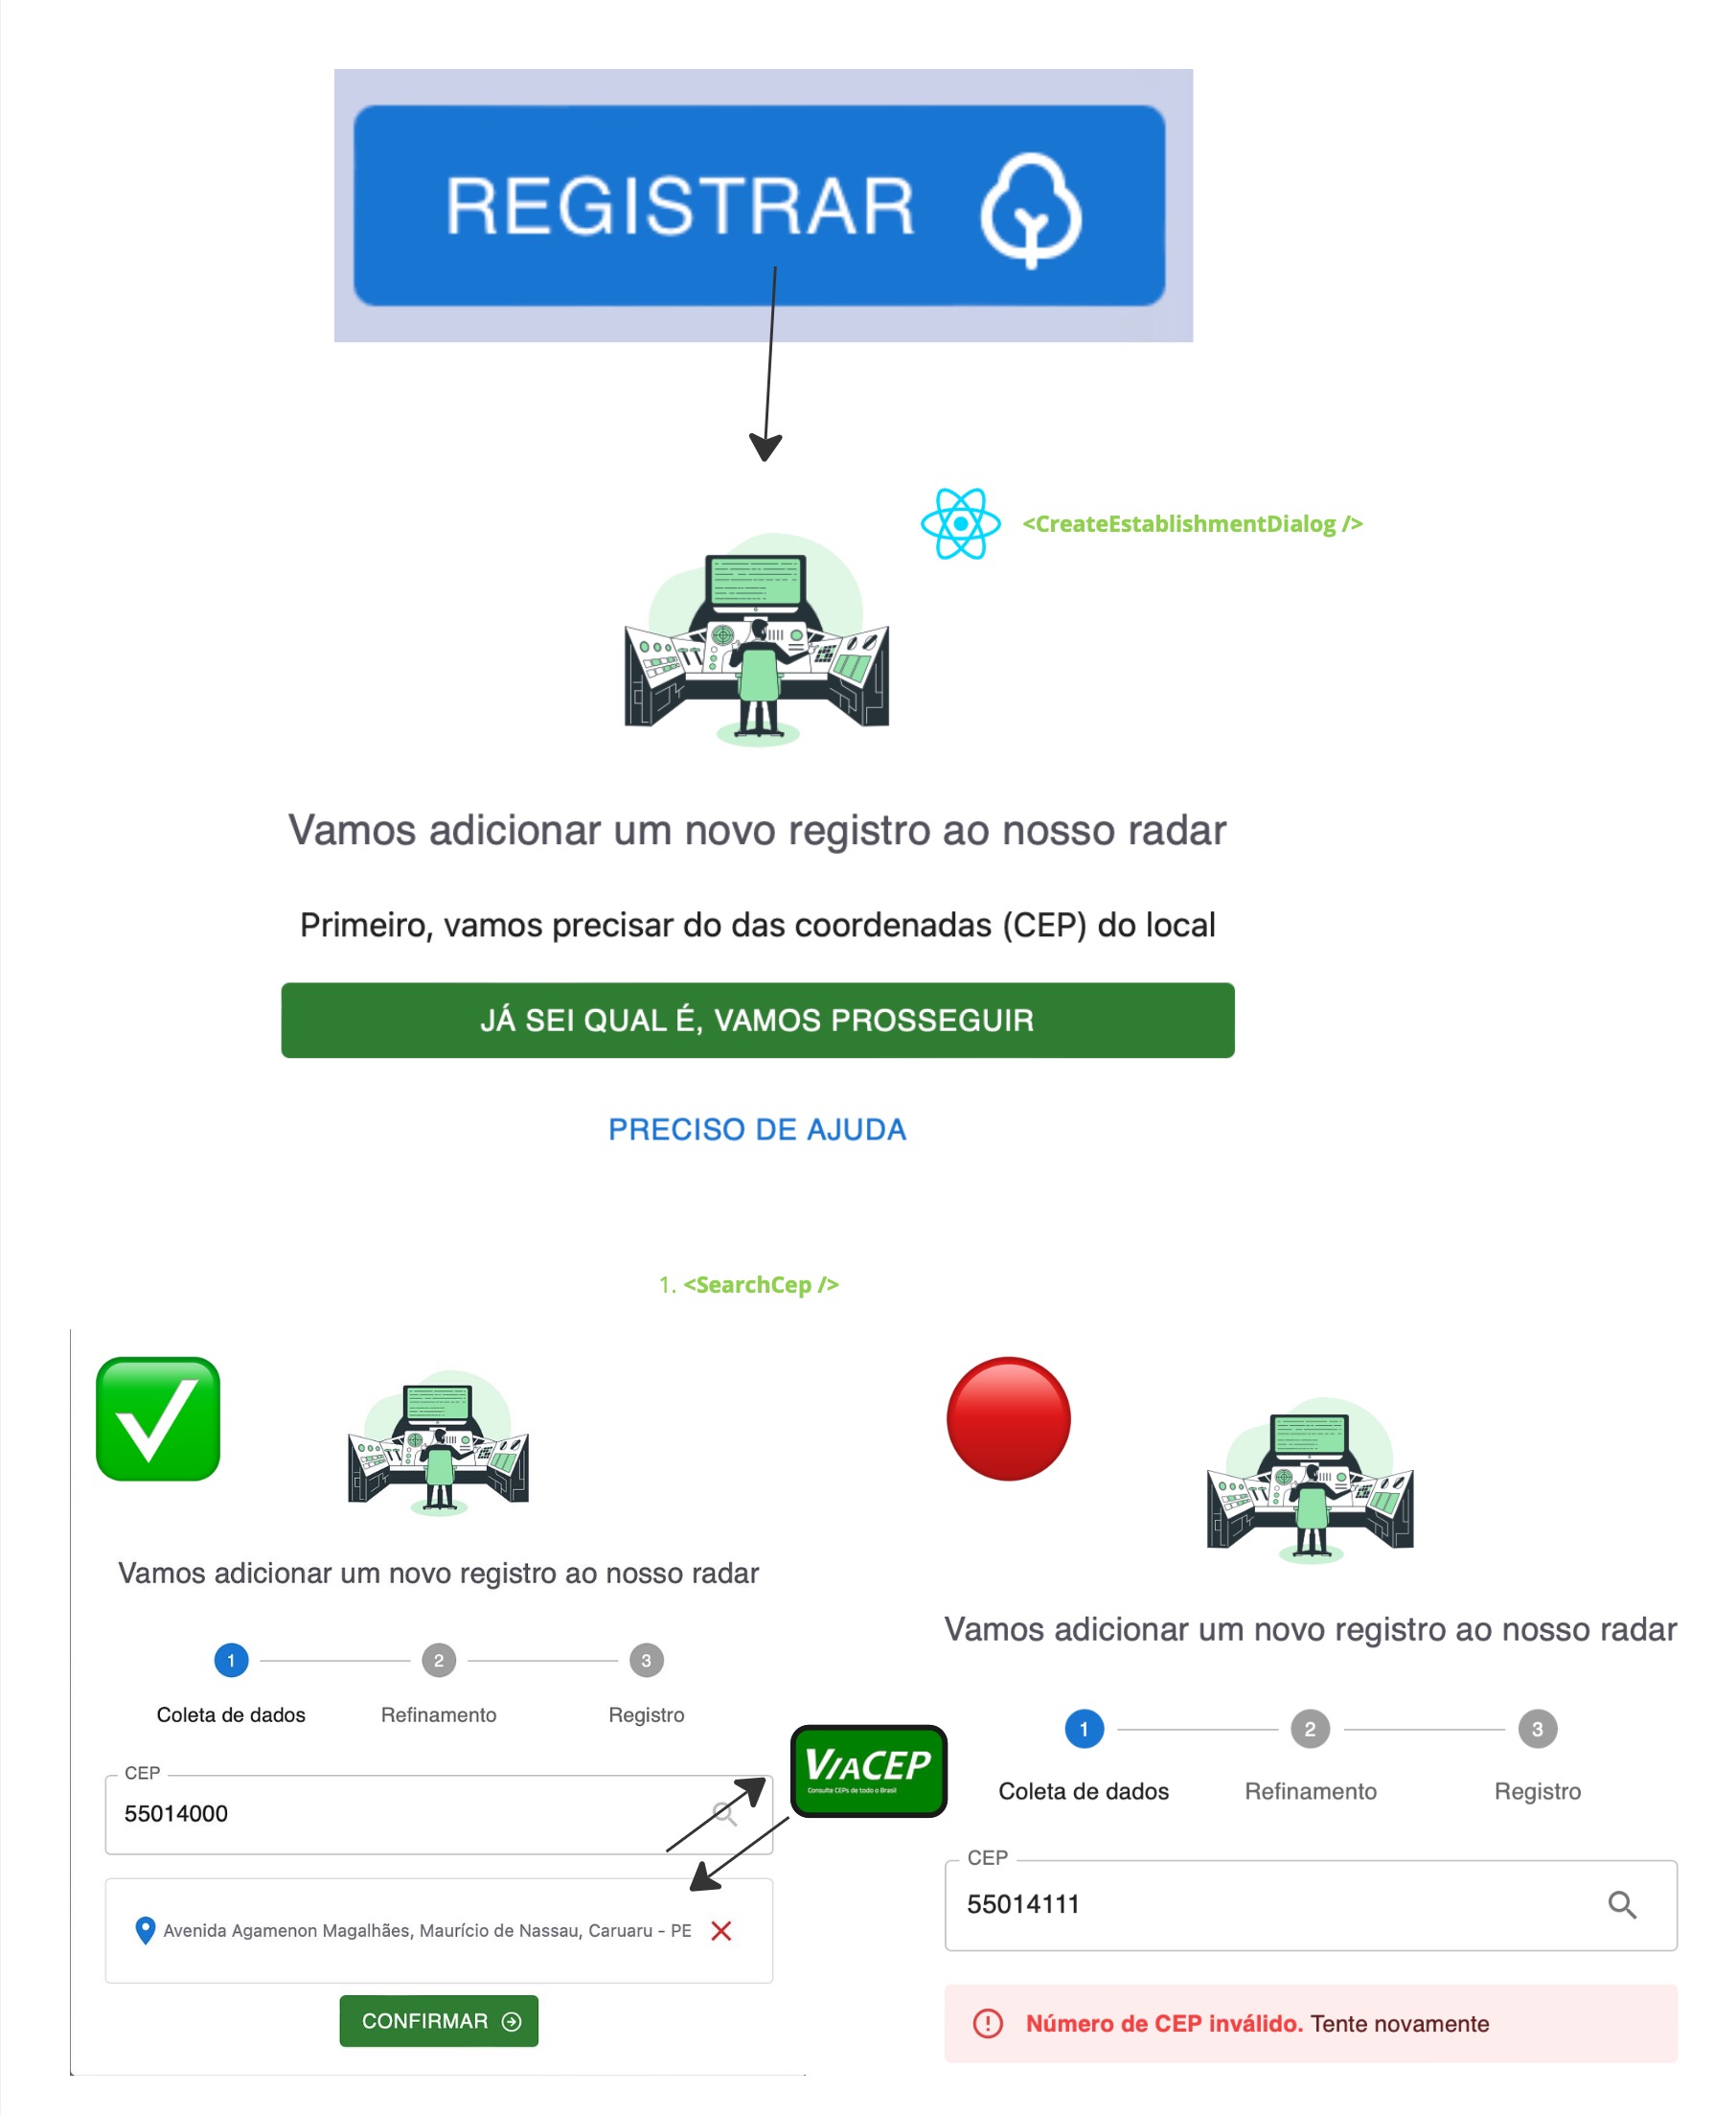 REGISTRAR
<CreateEstablishmentDialog />
Vamos adicionar um novo registro ao nosso radar
Primeiro, vamos precisar do das coordenadas (CEP) do local
JÁ SEI QUAL É, VAMOS PROSSEGUIR
PRECISO DE AJUDA
1. <SearchCep />
Vamos adicionar um novo registro ao nosso radar
1
2
3
Coleta de dados
Refinamento
Registro
CEP
55014000
Avenida Agamenon Magalhães, Maurício de Nassau, Caruaru - PE
CONFIRMAR
VIACEP
Consulte CEPs de todo o Brasil
Vamos adicionar um novo registro ao nosso radar
1
2
3
Coleta de dados
Refinamento
Registro
CEP
55014111
Número de CEP inválido. Tente novamente